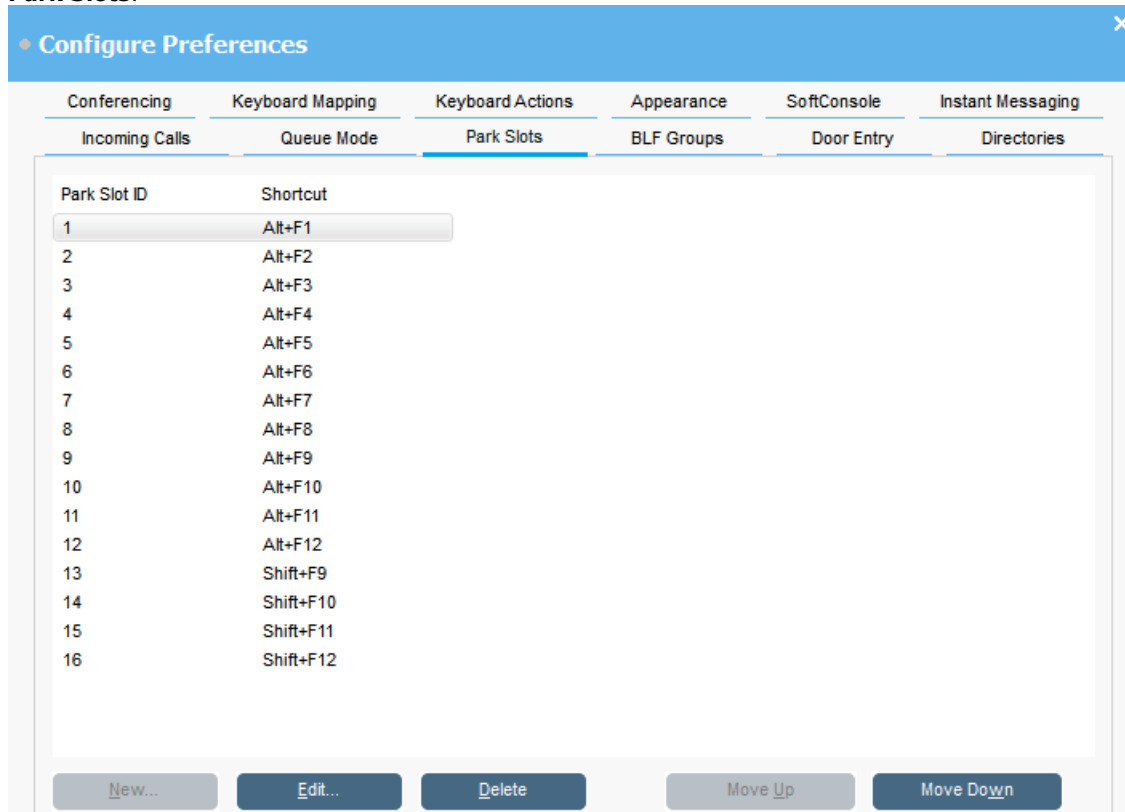 Park Slots.
Configure Preferences
Conferencing Keyboard Mapping Keyboard Actions Appearance SoftConsole Instant Messaging
Incoming Calls Queue Mode Park Slots BLF Groups Door Entry Directories
Park Slot ID Shortcut
1 Alt+F1
2 Alt+F2
3 Alt+F3
4 Alt+F4
5 Alt+F5
6 Alt+F6
7 Alt+F7
8 Alt+F8
9 Alt+F9
10 Alt+F10
11 Alt+F11
12 Alt+F12
13 Shift+F9
14 Shift+F10
15 Shift+F11
16 Shift+F12
New... Edit... Delete Move Up Move Down